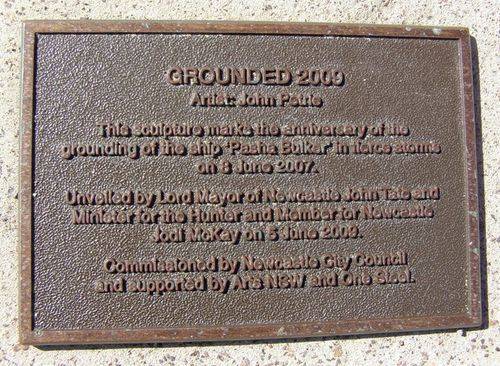 GROUNDED 2009
Artist: John Petrie
This sculpture marks the anniversary of the
grounding of the ship 'Pasha Bulker' in fierce storms
on 8 June 2007.
Unveiled by Lord Mayor of Newcastle John Tate and
Minister for the Hunter and Member for Newcastle
Jodi McKay on 5 June 2009.
Commissioned by Newcastle City Council
and supported by Arts NSW and One Steel.